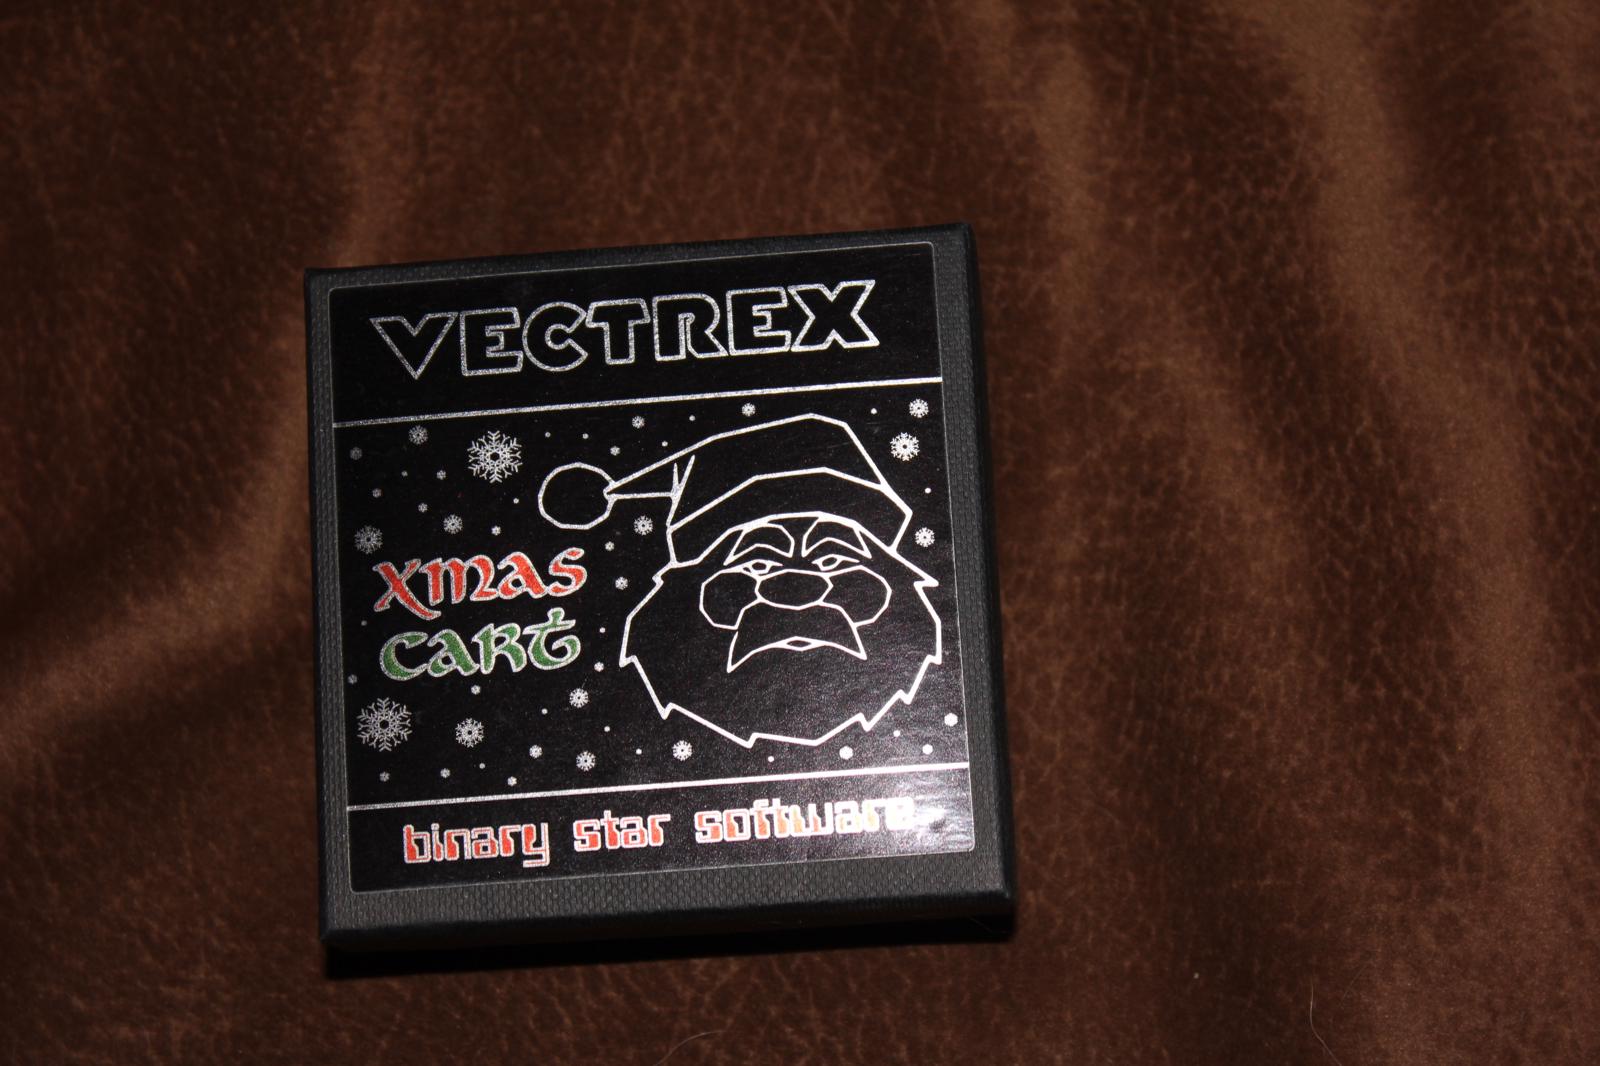 VECTREX
xmas
cart
binary star software